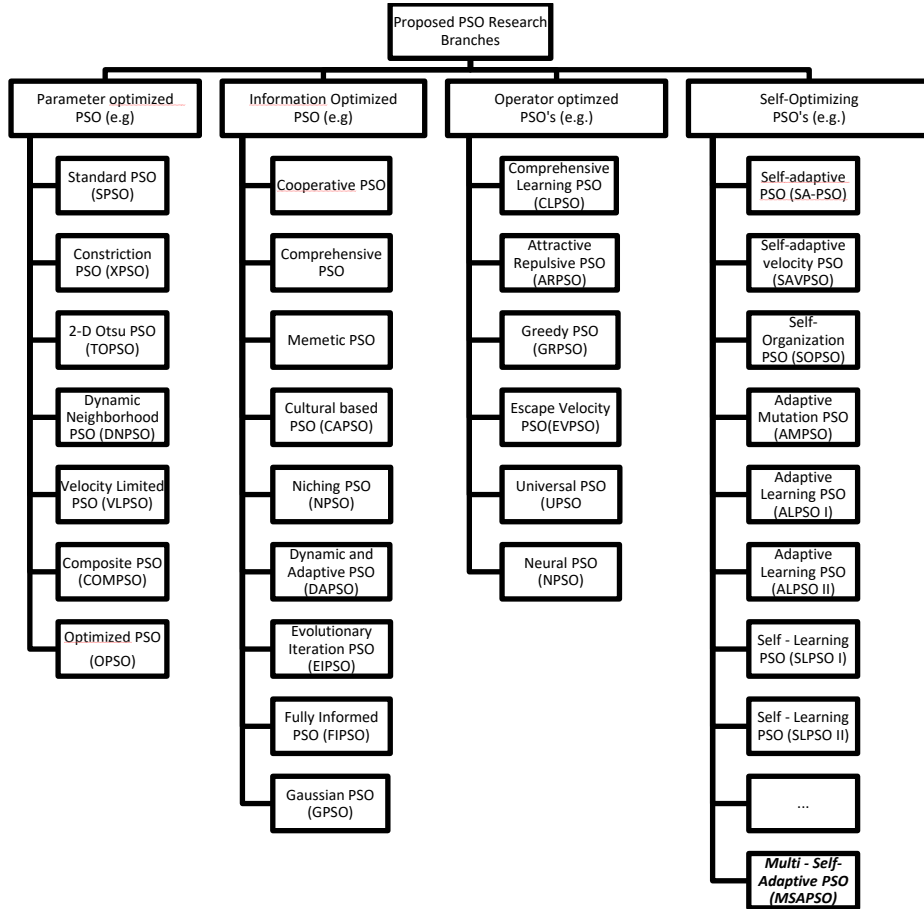 Proposed PSO Research
Branches
Parameter optimized
PSO (e.g)
Information Optimized
PSO (e.g)
Operator optimzed
PSO's (e.g.)
Self-Optimizing
PSO's (e.g.)
Standard PSO
(SPSO)
Constriction
PSO (XPSO)
2-D Otsu PSO
(TOPSO)
Dynamic
Neighborhood
PSO (DNPSO)
Velocity Limited
PSO (VLPSO)
Composite PSO
(COMPSO)
Optimized PSO
(OPSO)
Cooperative PSO
Comprehensive
PSO
Memetic PSO
Cultural based
PSO (CAPSO)
Niching PSO
(NPSO)
Dynamic and
Adaptive PSO
(DAPSO)
Evolutionary
Iteration PSO
(EIPSO)
Fully Informed
PSO (FIPSO)
Gaussian PSO
(GPSO)
Comprehensive
Learning PSO
(CLPSO)
Attractive
Repulsive PSO
(ARPSO)
Greedy PSO
(GRPSO)
Escape Velocity
PSO(EVPSO)
Universal PSO
(UPSO
Neural PSO
(NPSO)
Self-adaptive
PSO (SA-PSO)
Self-adaptive
velocity PSO
(SAVPSO)
Self-
Organization
PSO (SOPSO)
Adaptive
Mutation PSO
(AMPSO)
Adaptive
Learning PSO
(ALPSO I)
Adaptive
Learning PSO
(ALPSO II)
Self - Learning
PSO (SLPSO I)
Self - Learning
PSO (SLPSO II)
...
Multi - Self-
Adaptive PSO
(MSAPSO)